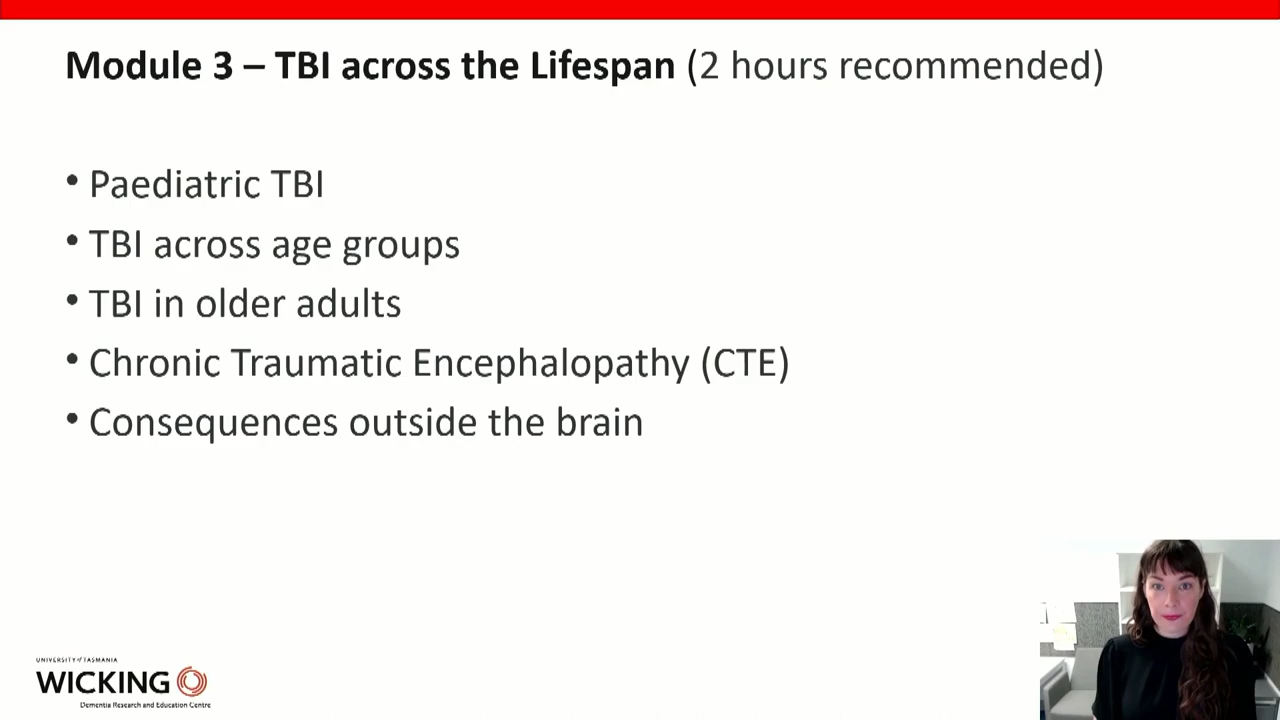 Module 3 – TBI across the Lifespan (2 hours recommended)
• Paediatric TBI
• TBI across age groups
• TBI in older adults
• Chronic Traumatic Encephalopathy (CTE)
• Consequences outside the brain
UNIVERSITY of TASMANIA
WICKING
Dementia Research and Education Centre